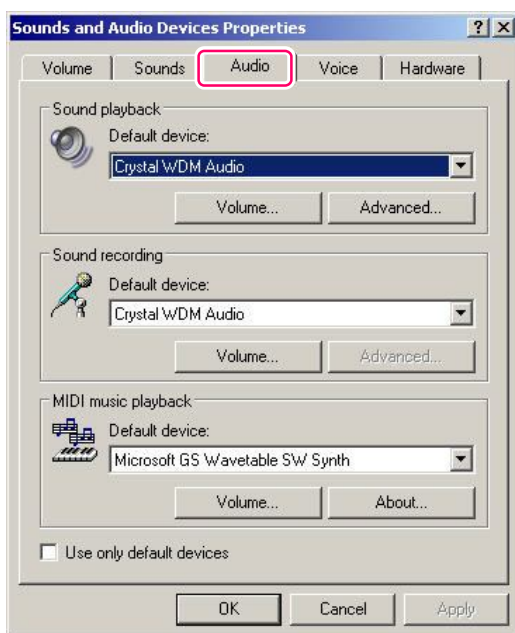 Sounds and Audio Devices Properties
Volume Sounds Audio Voice Hardware
Sound playback
Default device:
Crystal WDM Audio
Volume... Advanced...
Sound recording
Default device:
Crystal WDM Audio
Volume... Advanced...
MIDI music playback
Default device:
Microsoft GS Wavetable SW Synth
Volume... About...
Use only default devices
OK Cancel Apply